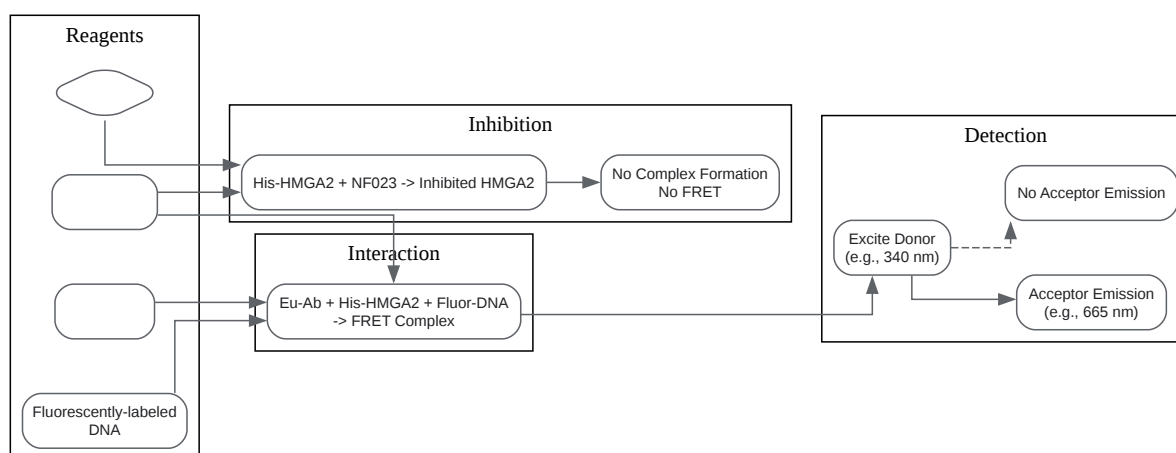 Reagents
Fluorescently-labeled
DNA
Inhibition
His-HMGA2 + NF023 -> Inhibited HMGA2
No Complex Formation
No FRET
Interaction
Eu-Ab + His-HMGA2 + Fluor-DNA
-> FRET Complex
Detection
No Acceptor Emission
Excite Donor
(e.g., 340 nm)
Acceptor Emission
(e.g., 665 nm)